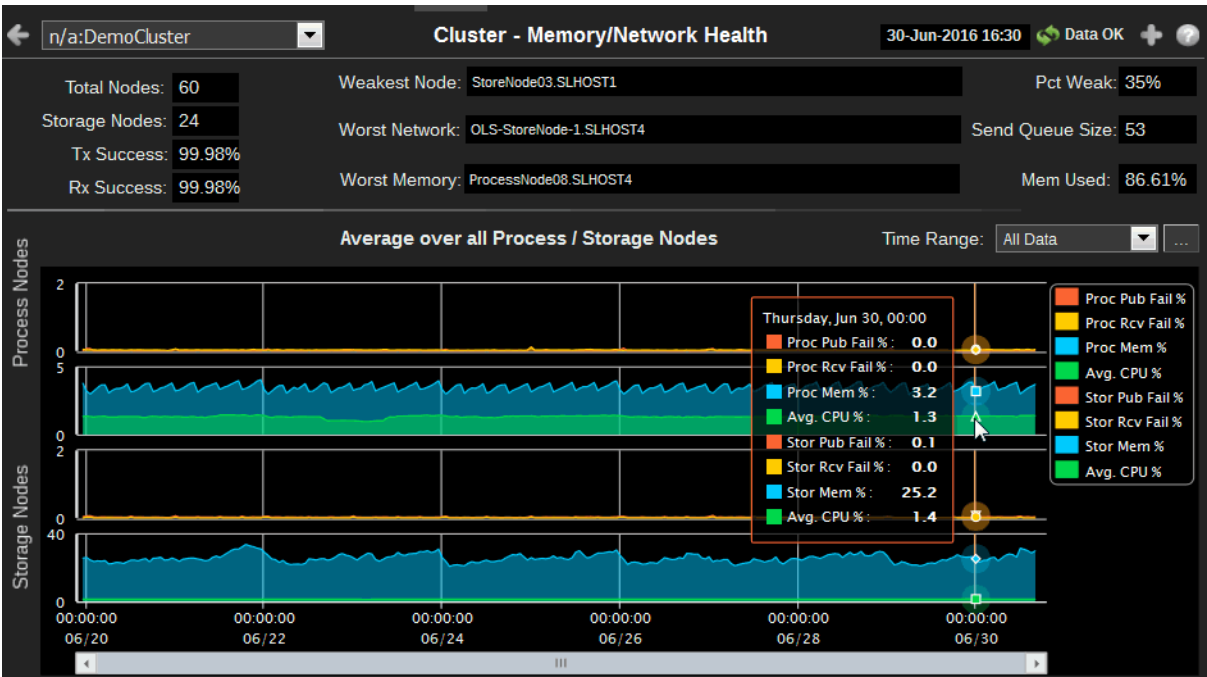 n/a:DemoCluster
Cluster - Memory/Network Health
30-Jun-2016 16:30 Data OK
Total Nodes: 60
Storage Nodes: 24
Tx Success: 99.98%
Rx Success: 99.98%
Weakest Node: StoreNode03.SLHOST1
Pct Weak: 35%
Worst Network: OLS-StoreNode-1.SLHOST4
Send Queue Size: 53
Worst Memory: ProcessNode08.SLHOST4
Mem Used: 86.61%
Average over all Process / Storage Nodes
Time Range: All Data ...
Process Nodes
2
0
5
0
Storage Nodes
2
0
40
0
Thursday, Jun 30, 00:00
Proc Pub Fail % : 0.0
Proc Rcv Fail % : 0.0
Proc Mem % : 3.2
Avg. CPU % : 1.3
Stor Pub Fail % : 0.1
Stor Rcv Fail % : 0.0
Stor Mem % : 25.2
Avg. CPU % : 1.4
Proc Pub Fail %
Proc Rcv Fail %
Proc Mem %
Avg. CPU %
Stor Pub Fail %
Stor Rcv Fail %
Stor Mem %
Avg. CPU %
00:00:00 00:00:00 00:00:00 00:00:00 00:00:00 00:00:00
06/20 06/22 06/24 06/26 06/28 06/30